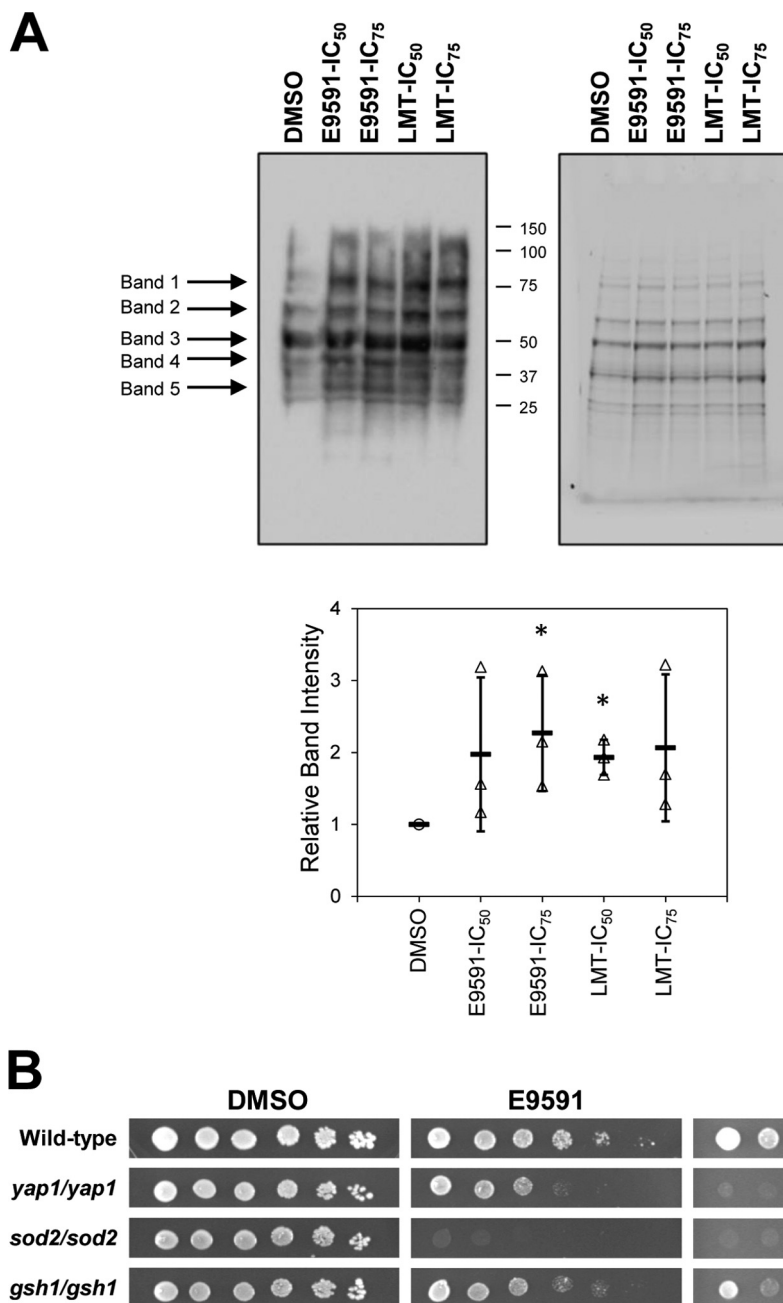 A
DMSO
E9591-IC50
E9591-IC75
LMT-IC50
LMT-IC75
DMSO
E9591-IC50
E9591-IC75
LMT-IC50
LMT-IC75
Band 1
Band 2
Band 3
Band 4
Band 5
150
100
75
50
37
25
Relative Band Intensity
4
3
2
1
0
*
*
DMSO
E9591-IC50
E9591-IC75
LMT-IC50
LMT-IC75
B
DMSO
E9591
Wild-type
yap1/yap1
sod2/sod2
gsh1/gsh1